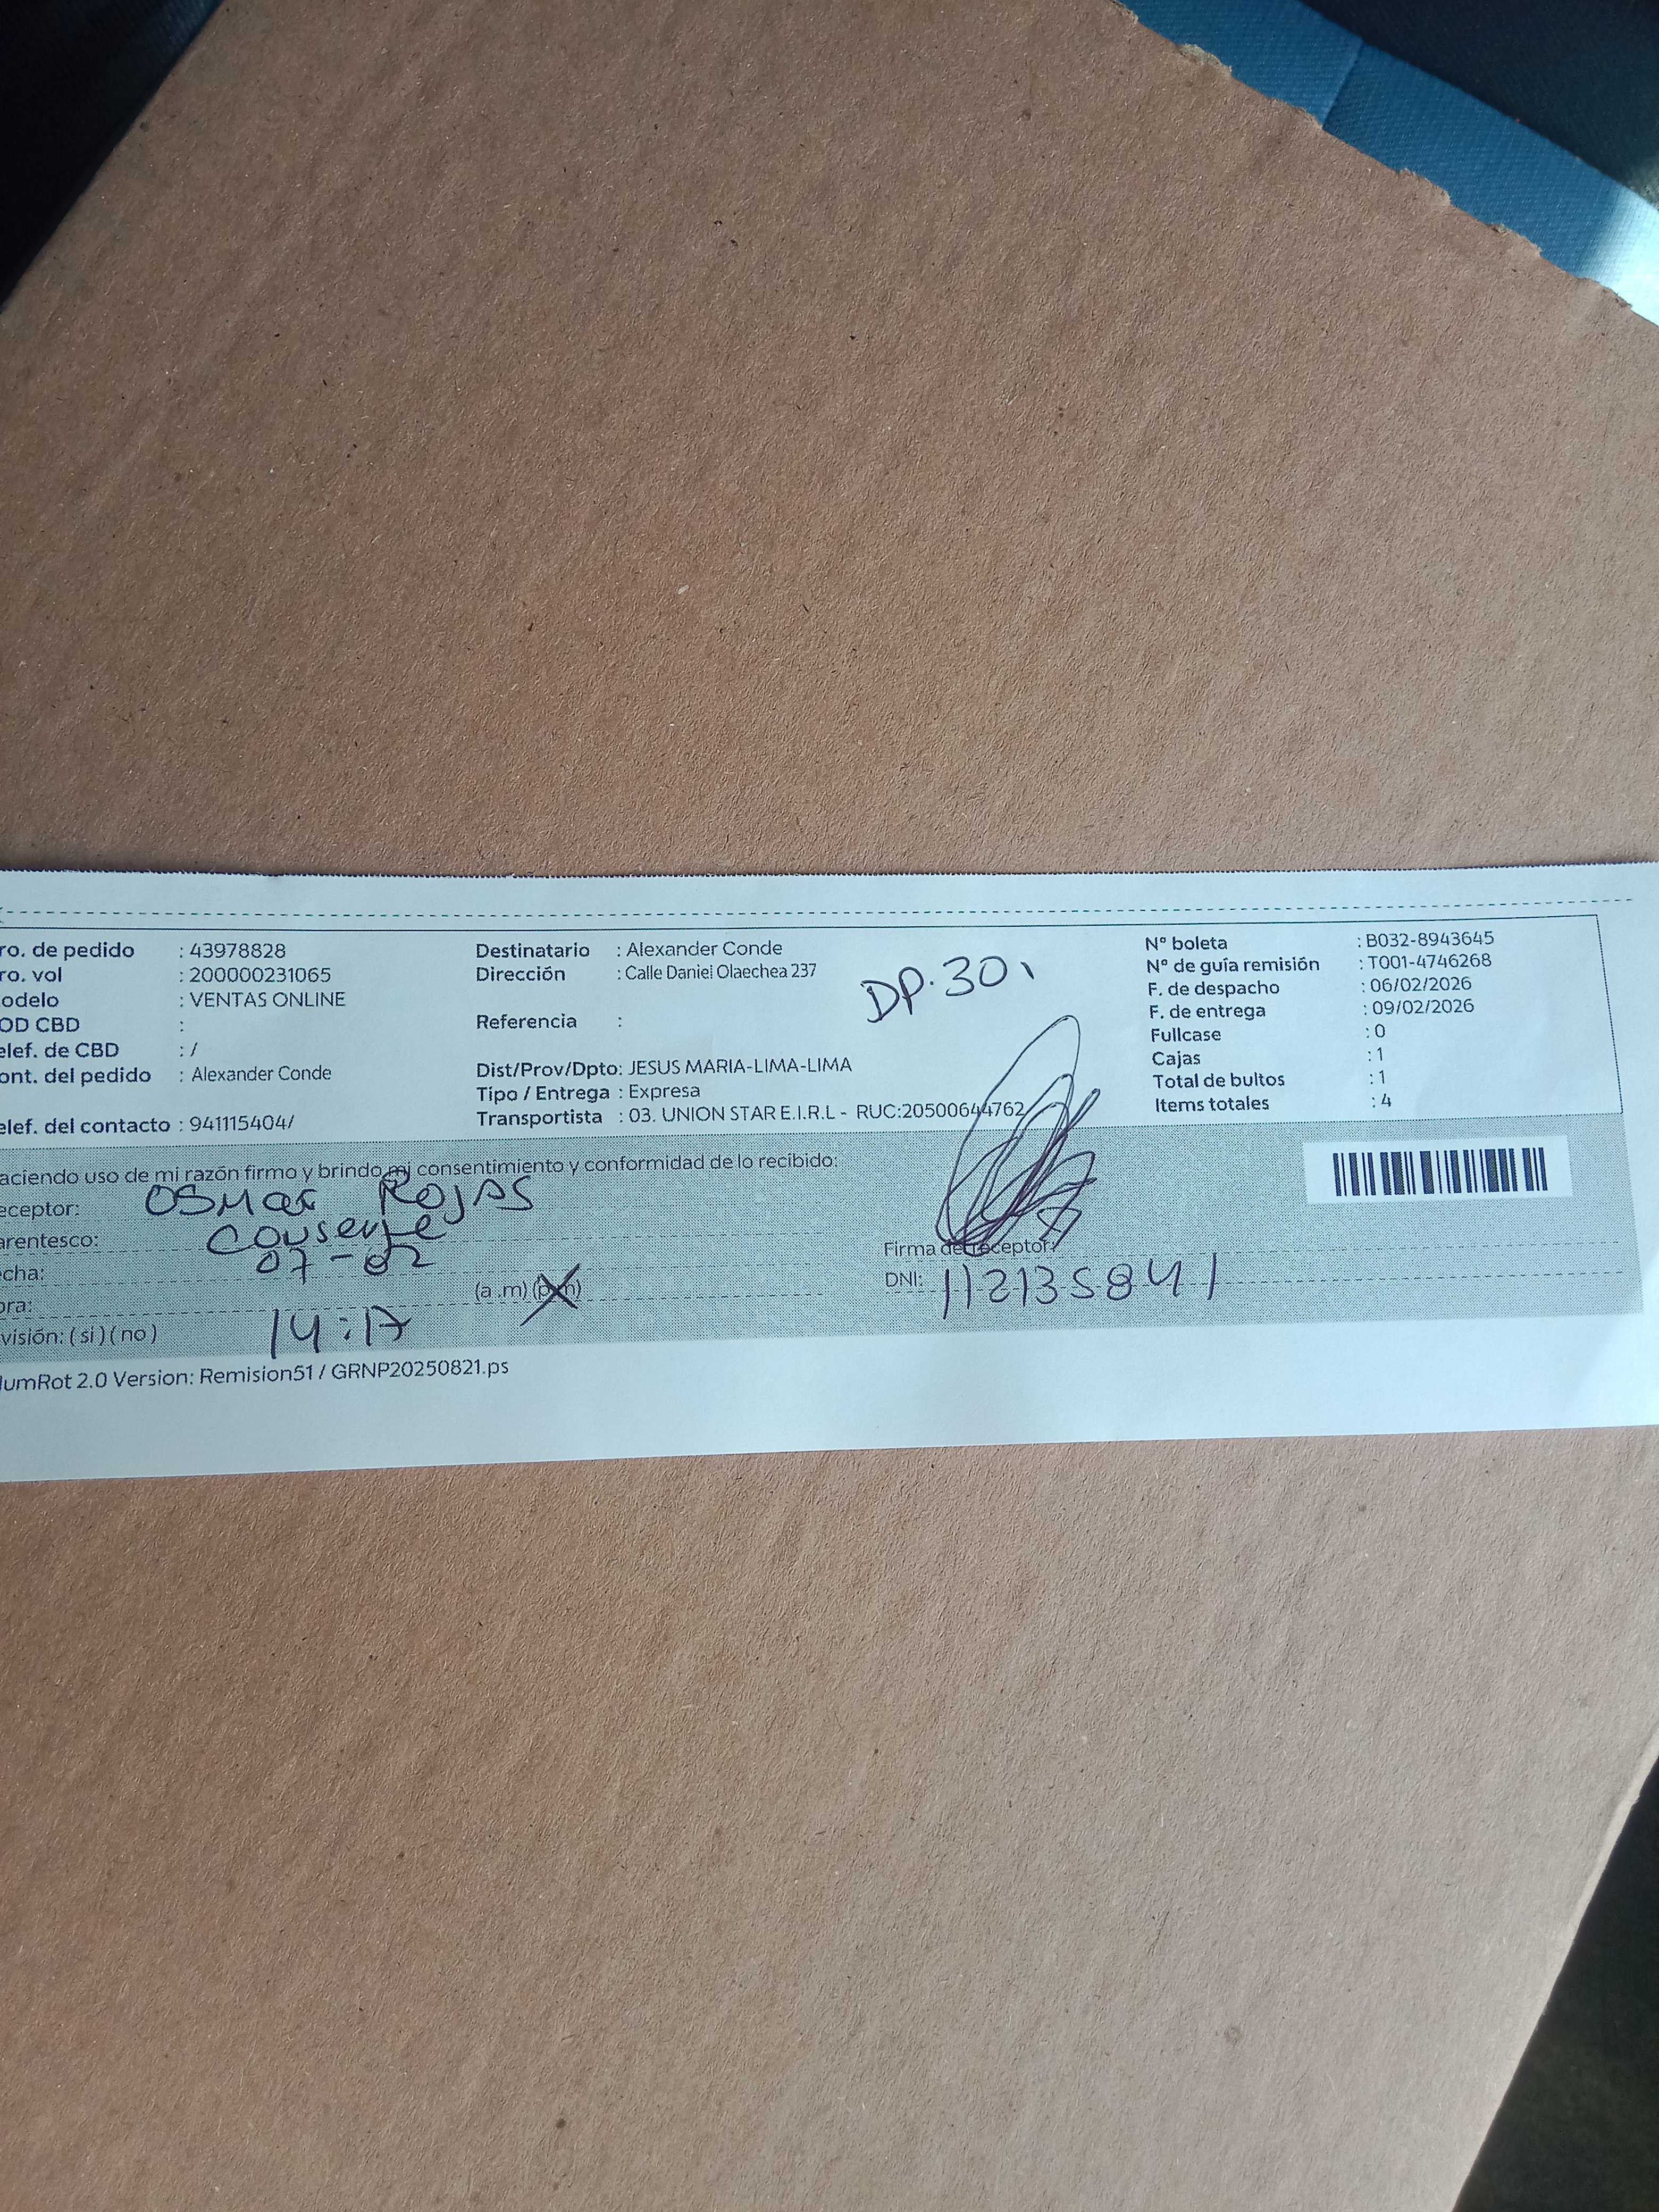 ro. de pedido : 43978828
ro. vol : 200000231065
odelo : VENTAS ONLINE
OD CBD :
elef. de CBD : /
ont. del pedido : Alexander Conde
elef. del contacto : 941115404/
Destinatario : Alexander Conde
Dirección : Calle Daniel Olaechea 237
DP. 301
Referencia :
Dist/Prov/Dpto: JESUS MARIA-LIMA-LIMA
Tipo / Entrega : Expresa
Transportista : 03. UNION STAR E.I.R.L - RUC:20500644762
N° boleta : B032-8943645
N° de guía remisión : T001-4746268
F. de despacho : 06/02/2026
F. de entrega : 09/02/2026
Fullcase : 0
Cajas : 1
Total de bultos : 1
Items totales : 4
aciendo uso de mi razón firmo y brindo mi consentimiento y conformidad de lo recibido:
eceptor: OSMar ROJAS
arentesco: Conserje
cha: 07-02
ora: 14:17 (a .m) (p.m)
visión: ( si ) ( no )
Firma del receptor:
DNI: 112135841
lumRot 2.0 Version: Remision51 / GRNP20250821.ps